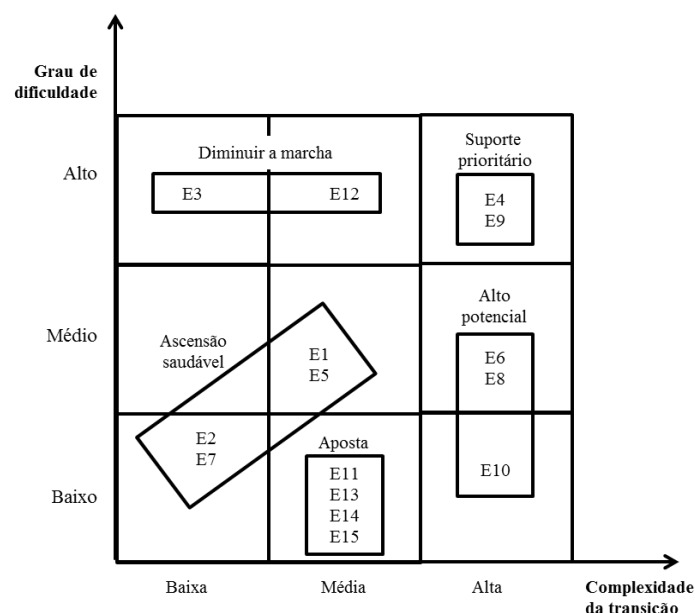 Grau de
dificuldade
Diminuir a marcha
Suporte
prioritário
Alto
E3
E12
E4
E9
Médio
Ascensão
saudável
E1
E5
Alto
potencial
E6
E8
Baixo
E2
E7
Aposta
E11
E13
E14
E15
E10
Baixa
Média
Alta
Complexidade
da transição